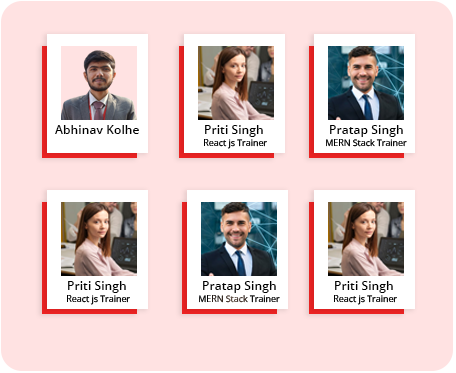 Abhinav Kolhe
Priti Singh
React js Trainer
Pratap Singh
MERN Stack Trainer
Priti Singh
React js Trainer
Pratap Singh
MERN Stack Trainer
Priti Singh
React js Trainer